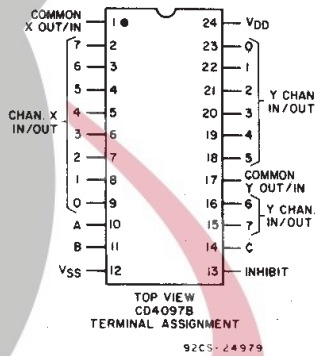 COMMON
X OUT/IN
1
24
VDD
7
2
23
0
6
3
22
1
5
4
21
2
Y CHAN.
IN/OUT
CHAN. X
IN/OUT
4
5
20
3
3
6
19
4
2
7
18
5
1
8
17
COMMON
Y OUT/IN
0
9
16
6
Y CHAN.
IN/OUT
A
10
15
7
B
11
14
C
VSS
12
13
INHIBIT
TOP VIEW
CD4097B
TERMINAL ASSIGNMENT
92CS-24979